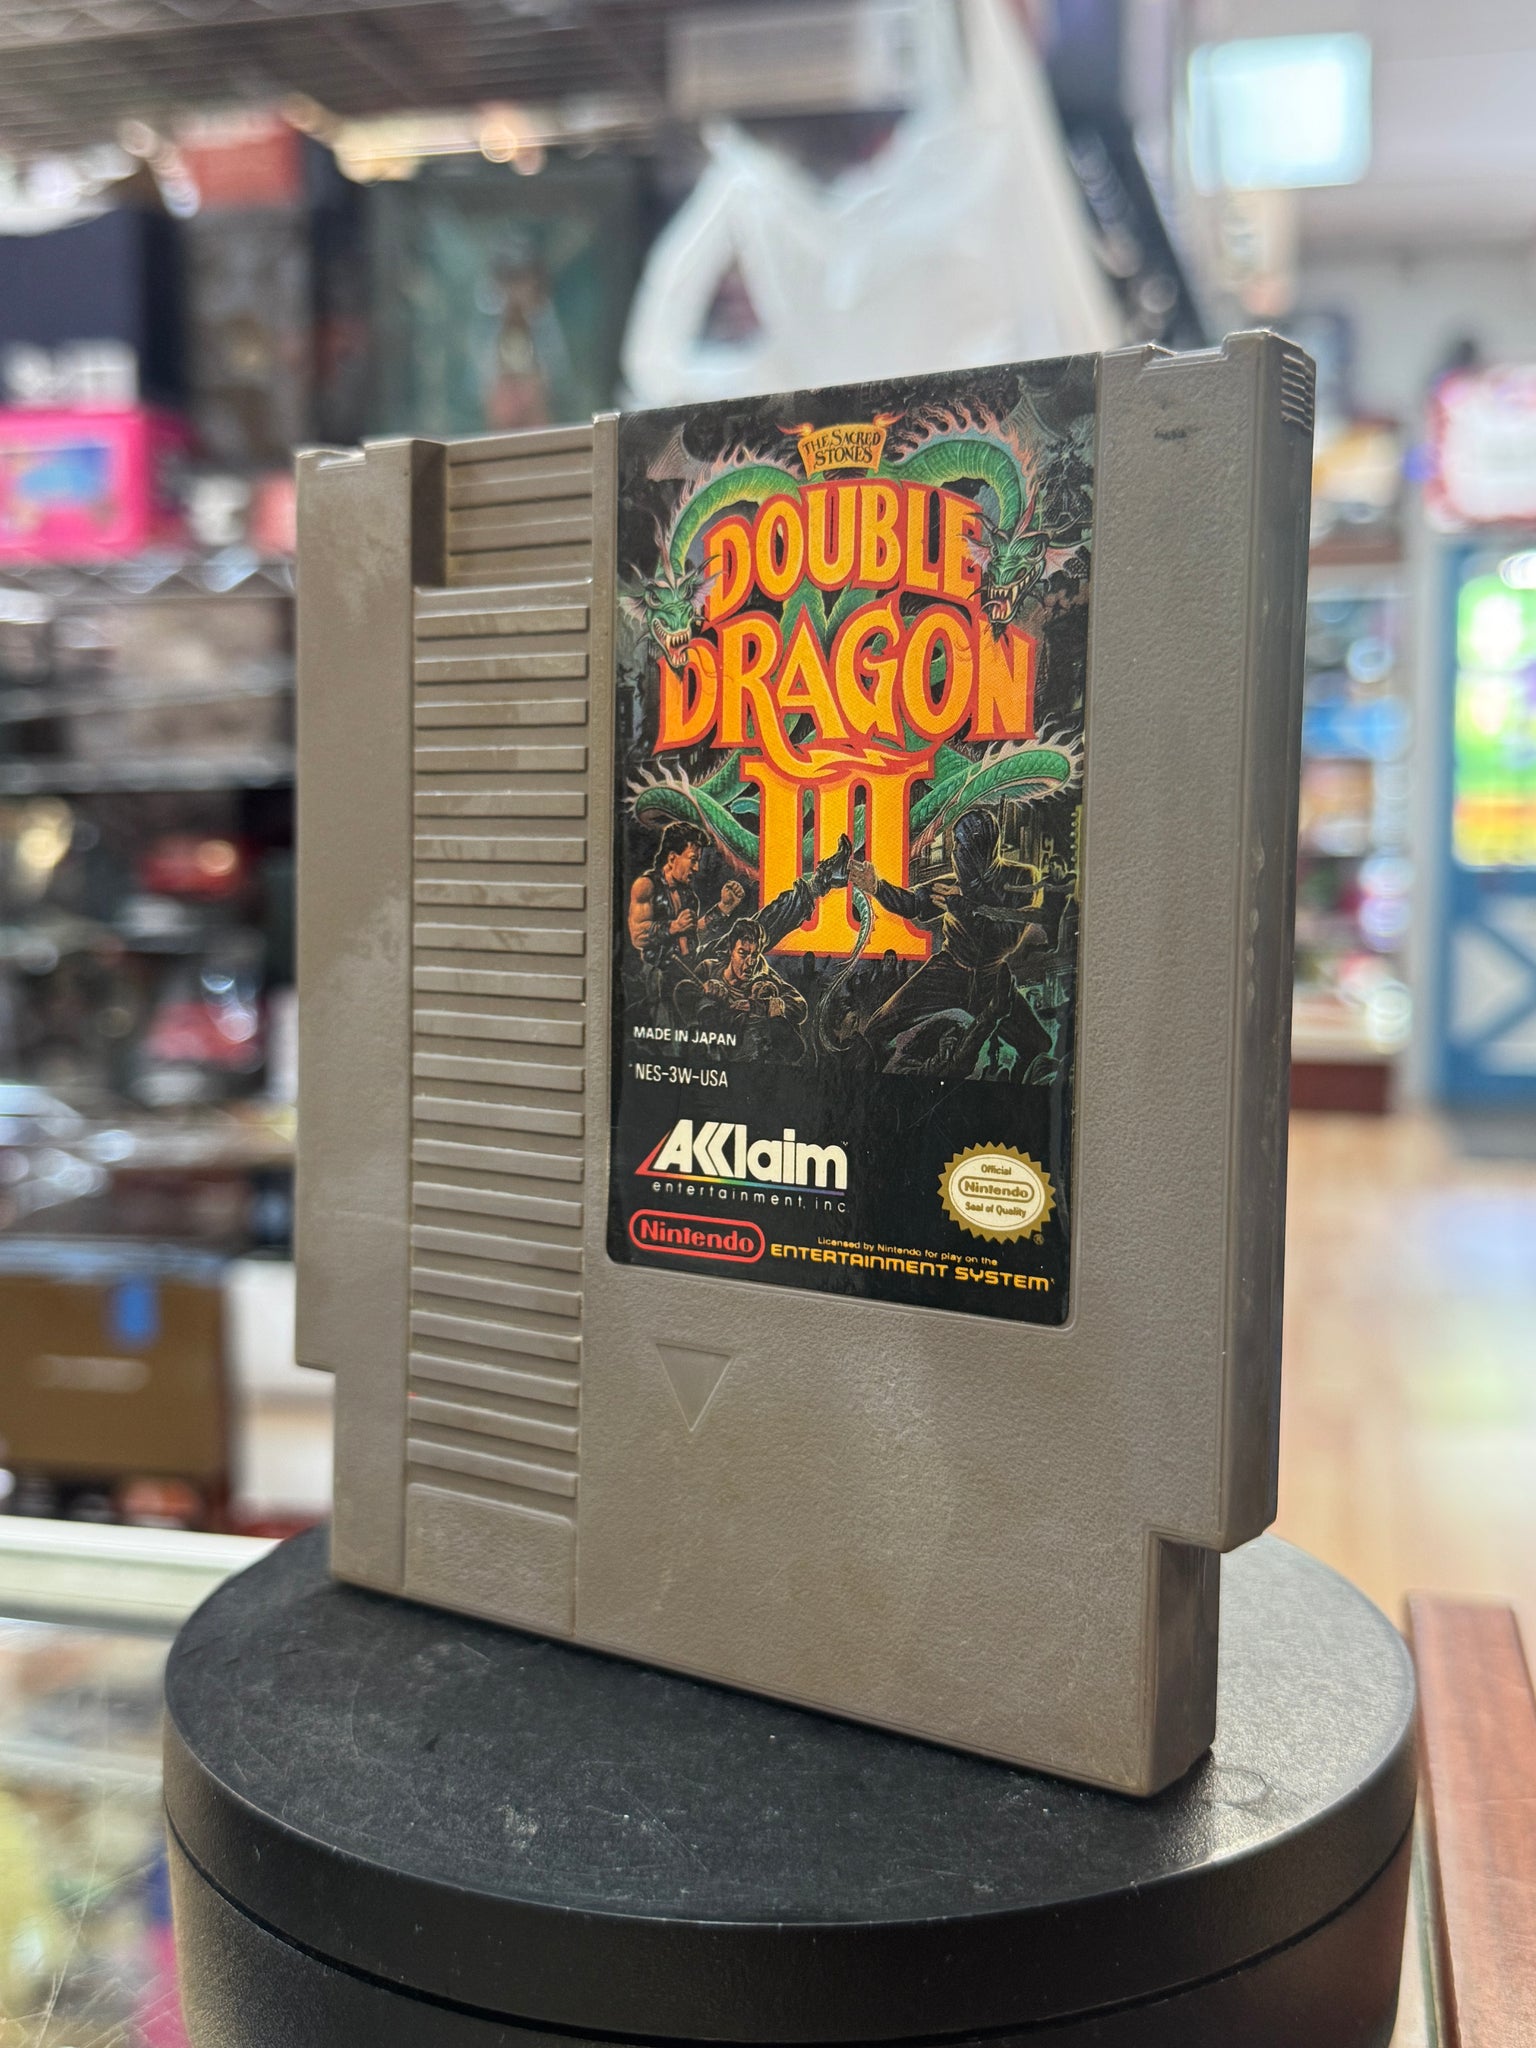 THE SACRED
STONES
DOUBLE
DRAGON
III
MADE IN JAPAN
NES-3W-USA
AKKlaim™
entertainment, inc
Official
Nintendo
Seal of Quality
®
Nintendo
Licensed by Nintendo for play on the
ENTERTAINMENT SYSTEM